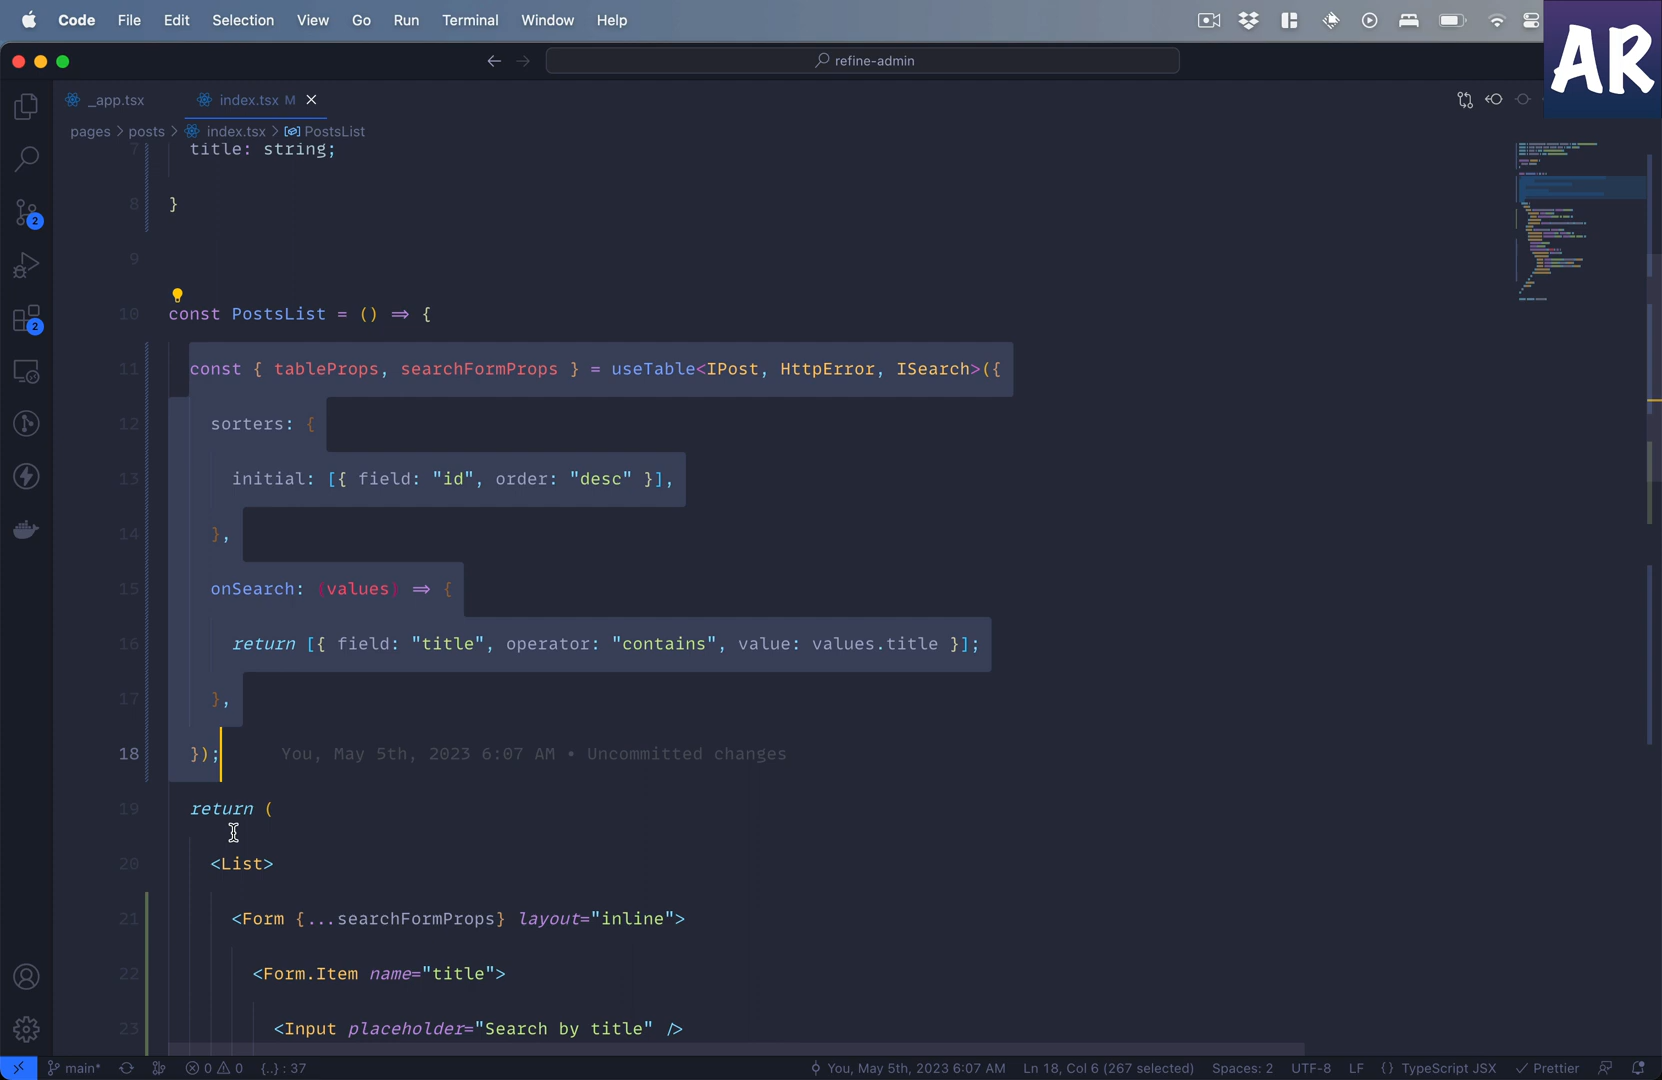 Code File Edit Selection View Go Run Terminal Window Help
AR
refine-admin
_app.tsx index.tsx M
pages > posts > index.tsx > PostsList
7 title: string;
8 }
9
10 const PostsList = () => {
11 const { tableProps, searchFormProps } = useTable<IPost, HttpError, ISearch>({
12 sorters: {
13 initial: [{ field: "id", order: "desc" }],
14 },
15 onSearch: (values) => {
16 return [{ field: "title", operator: "contains", value: values.title }];
17 },
18 }); You, May 5th, 2023 6:07 AM • Uncommitted changes
19 return (
20 <List>
21 <Form {...searchFormProps} layout="inline">
22 <Form.Item name="title">
23 <Input placeholder="Search by title" />
2
2
main* 0 0 {..} : 37 You, May 5th, 2023 6:07 AM Ln 18, Col 6 (267 selected) Spaces: 2 UTF-8 LF {} TypeScript JSX Prettier